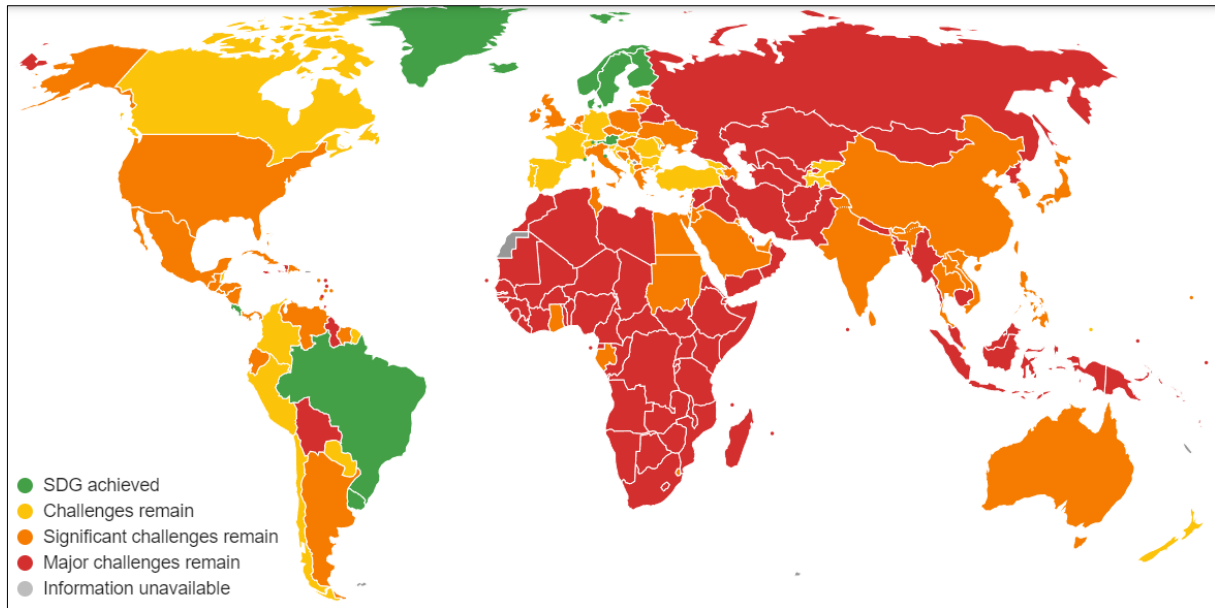 SDG achieved
Challenges remain
Significant challenges remain
Major challenges remain
Information unavailable